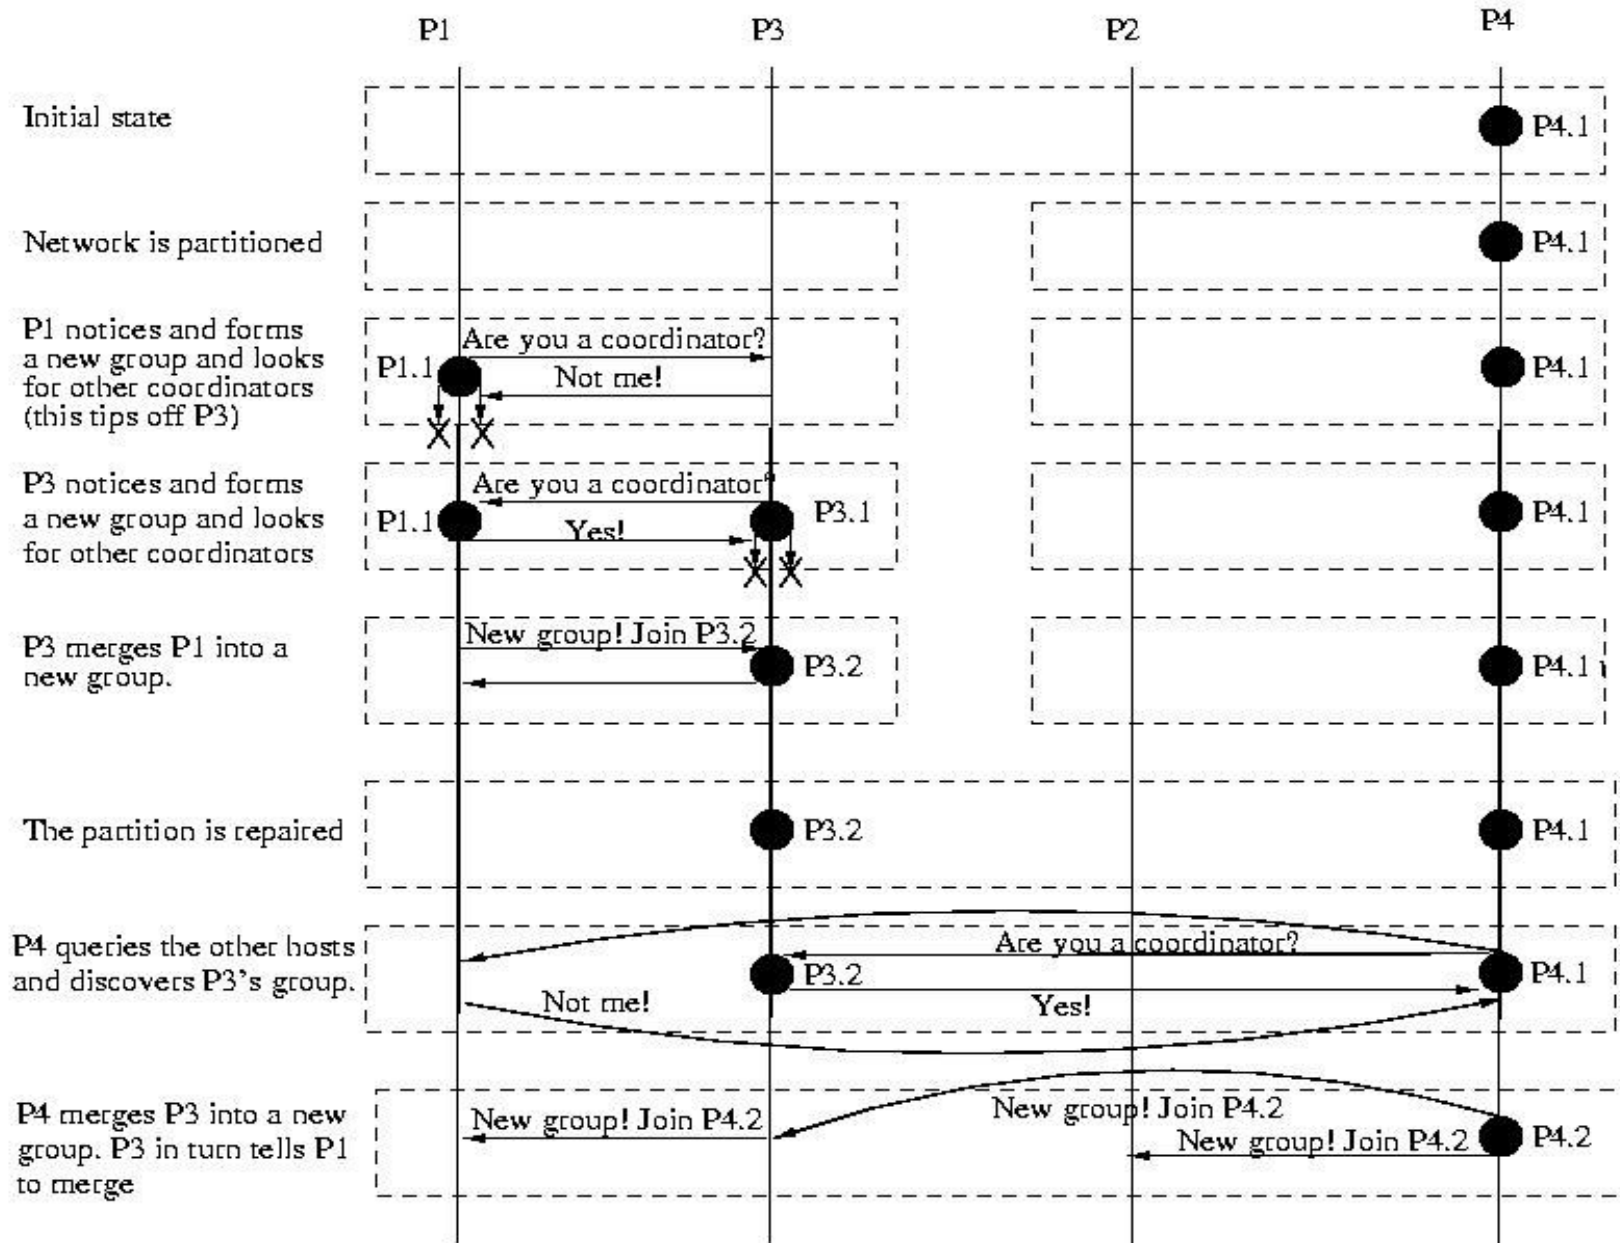 P1 P3 P2 P4
Initial state
P4.1
Network is partitioned
P4.1
P1 notices and forms
a new group and looks
for other coordinators
(this tips off P3)
Are you a coordinator?
P1.1
Not me!
P4.1
P3 notices and forms
a new group and looks
for other coordinators
Are you a coordinator?
P1.1
Yes!
P3.1
P4.1
P3 merges P1 into a
new group.
New group! Join P3.2
P3.2
P4.1
The partition is repaired
P3.2
P4.1
P4 queries the other hosts
and discovers P3's group.
Are you a coordinator?
P3.2
P4.1
Not me!
Yes!
P4 merges P3 into a new
group. P3 in turn tells P1
to merge
New group! Join P4.2
New group! Join P4.2
New group! Join P4.2
P4.2